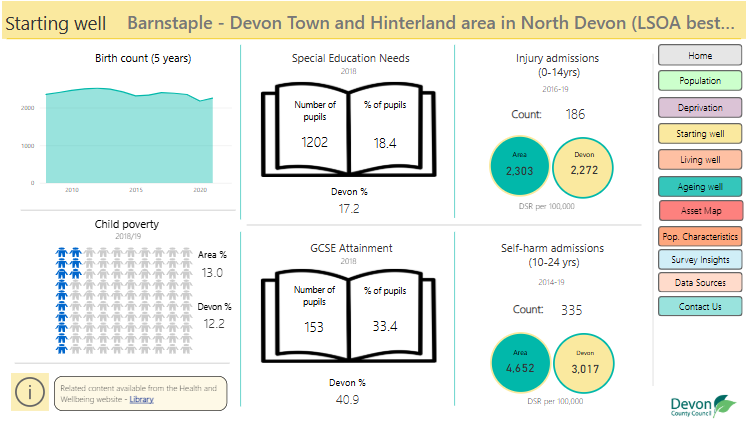 Starting well
Barnstaple - Devon Town and Hinterland area in North Devon (LSOA best...
Birth count (5 years)
2000
1000
0
2010
2015
2020
Child poverty
2018/19
Area %
13.0
Devon %
12.2
Related content available from the Health and
Wellbeing website - Library
Special Education Needs
2018
Number of
pupils
1202
% of pupils
18.4
Devon %
17.2
GCSE Attainment
2018
Number of
pupils
153
% of pupils
33.4
Devon %
40.9
Injury admissions
(0-14yrs)
2016-19
Count: 186
Area
2,303
Devon
2,272
DSR per 100,000
Self-harm admissions
(10-24 yrs)
2014-19
Count: 335
Area
4,652
Devon
3,017
DSR per 100,000
Home
Population
Deprivation
Starting well
Living well
Ageing well
Asset Map
Pop. Characteristics
Survey Insights
Data Sources
Contact Us
Devon
County Council